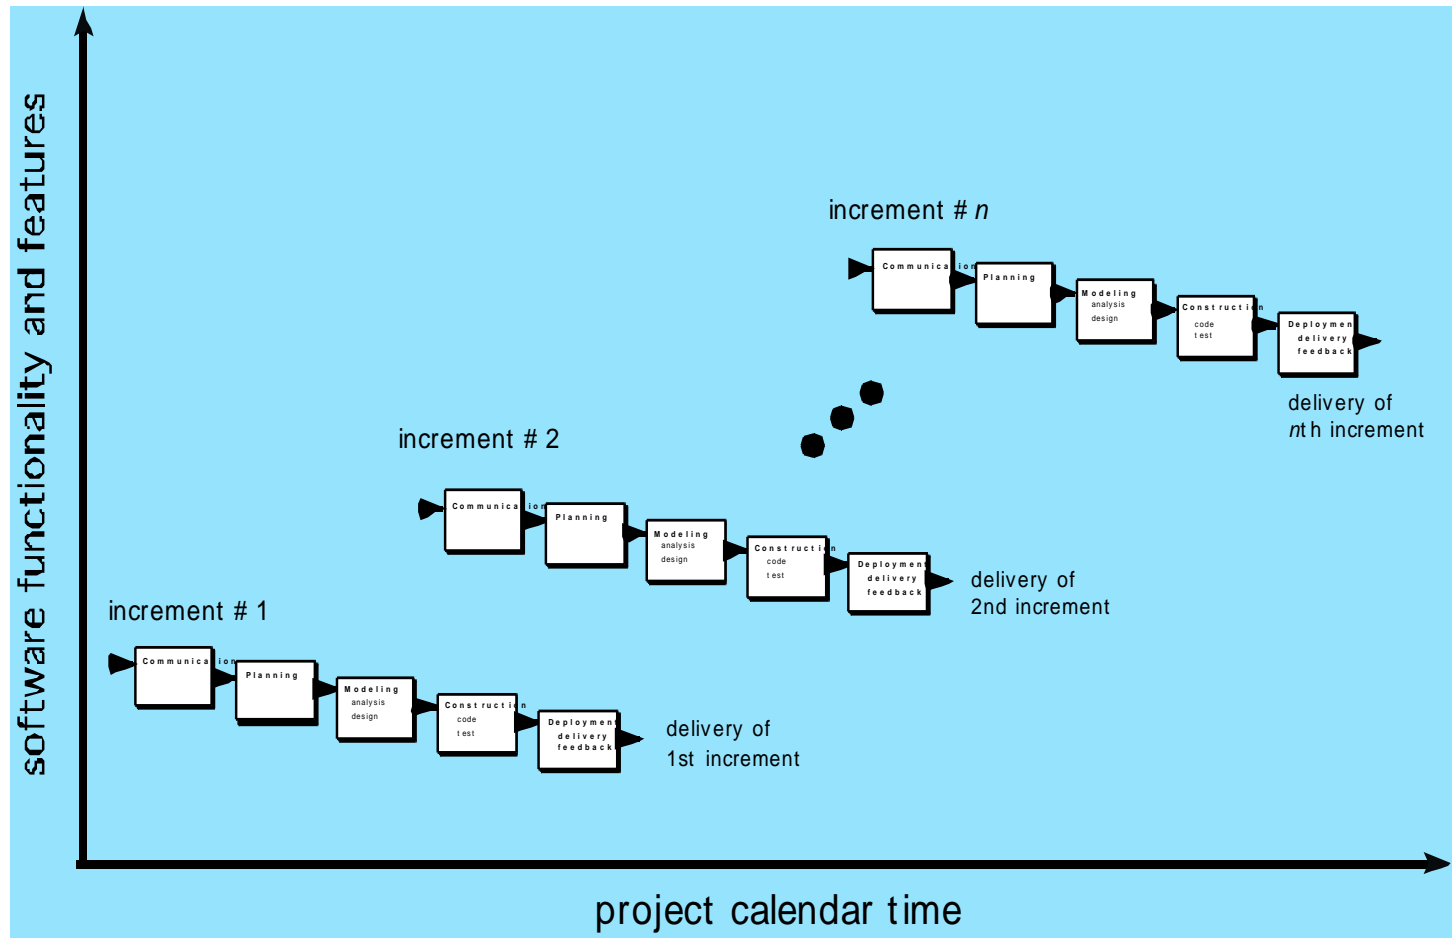 software functionality and features
increment # n
Communication
Planning
Modeling
analysis
design
Construction
code
test
Deployment
delivery
feedback
delivery of
nth increment
increment # 2
Communication
Planning
Modeling
analysis
design
Construction
code
test
Deployment
delivery
feedback
delivery of
2nd increment
increment # 1
Communication
Planning
Modeling
analysis
design
Construction
code
test
Deployment
delivery
feedback
delivery of
1st increment
project calendar time